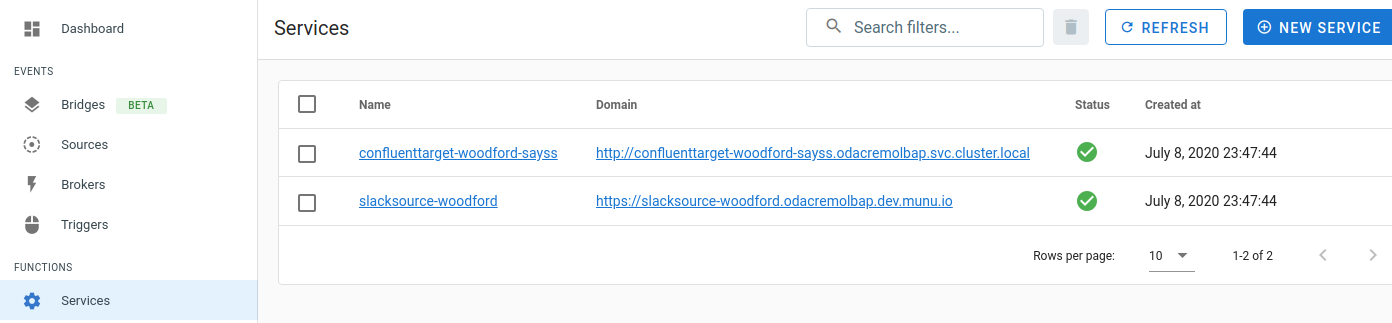 Dashboard
EVENTS
Bridges BETA
Sources
Brokers
Triggers
FUNCTIONS
Services
Services Search filters... REFRESH NEW SERVICE
Name Domain Status Created at
confluenttarget-woodford-sayss http://confluenttarget-woodford-sayss.odacremolbap.svc.cluster.local July 8, 2020 23:47:44
slacksource-woodford https://slacksource-woodford.odacremolbap.dev.munu.io July 8, 2020 23:47:44
Rows per page: 10 1-2 of 2